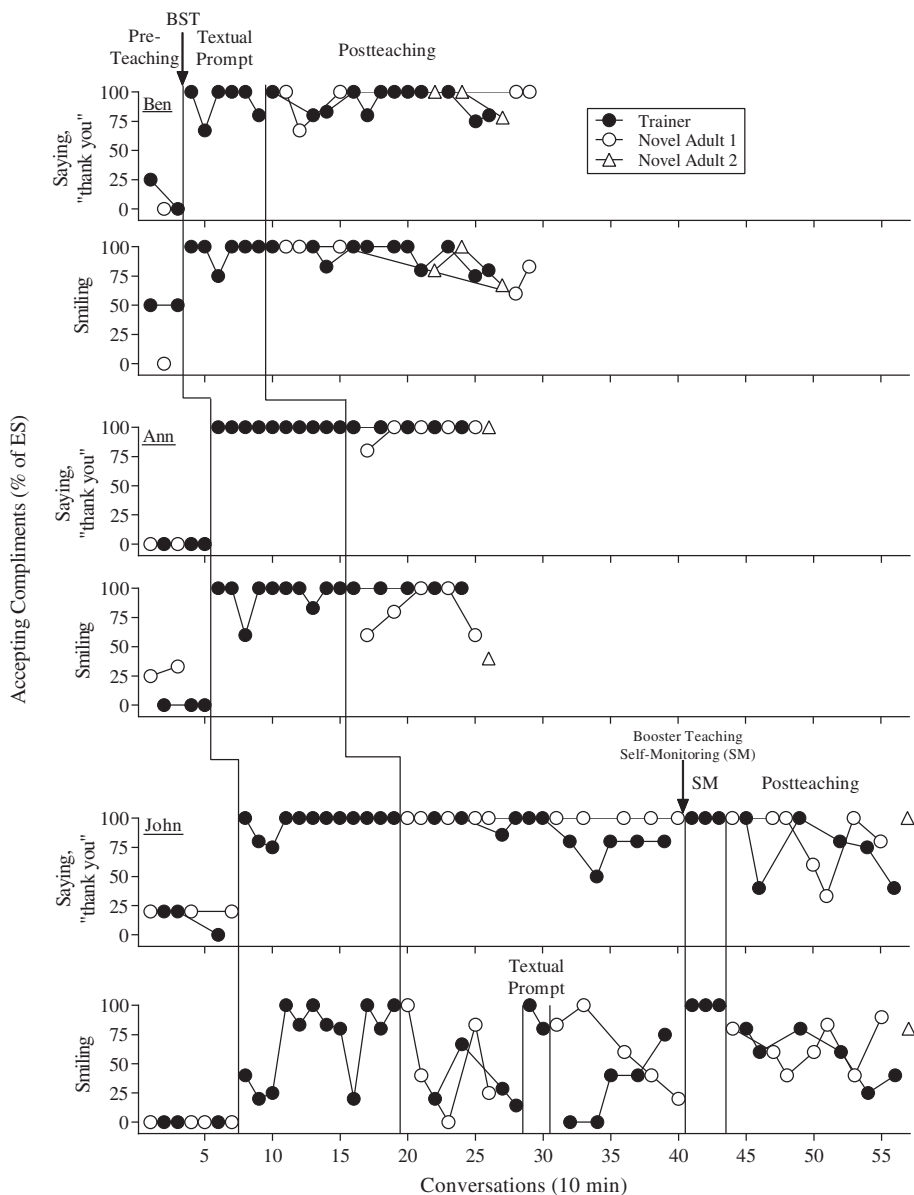 BST
Pre-
Teaching
Textual
Prompt
Postteaching
Ben
Saying,
"thank you"
100
75
50
25
0
Trainer
Novel Adult 1
Novel Adult 2
Smiling
100
75
50
25
0
Accepting Compliments (% of ES)
Ann
Saying,
"thank you"
100
75
50
25
0
Smiling
100
75
50
25
0
Booster Teaching
Self-Monitoring (SM)
SM
Postteaching
John
Saying,
"thank you"
100
75
50
25
0
Textual
Prompt
Smiling
100
75
50
25
0
5 10 15 20 25 30 35 40 45 50 55
Conversations (10 min)